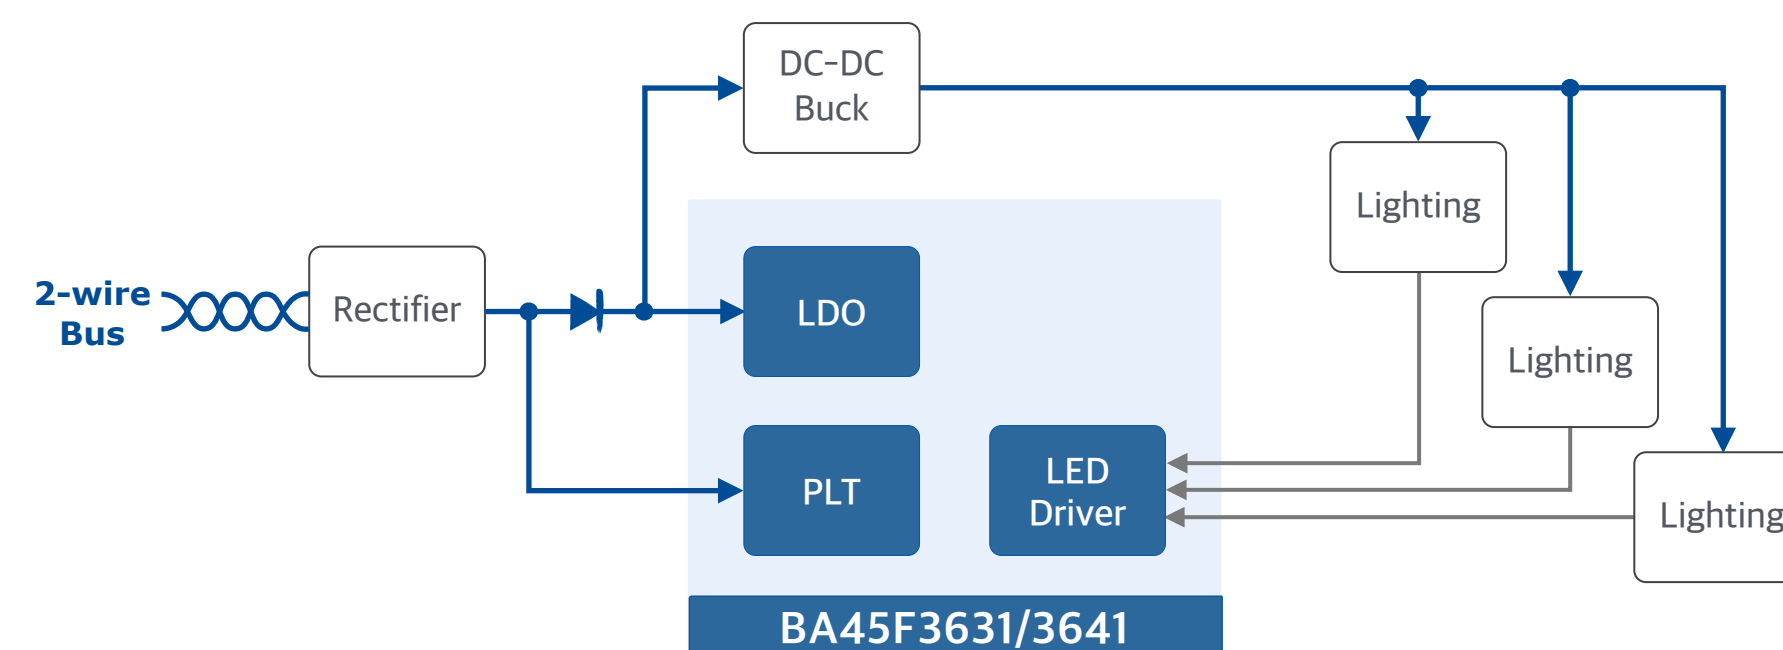 DC-DC
Buck
Lighting
2-wire
Bus
Rectifier
LDO
Lighting
PLT
LED
Driver
Lighting
BA45F3631/3641